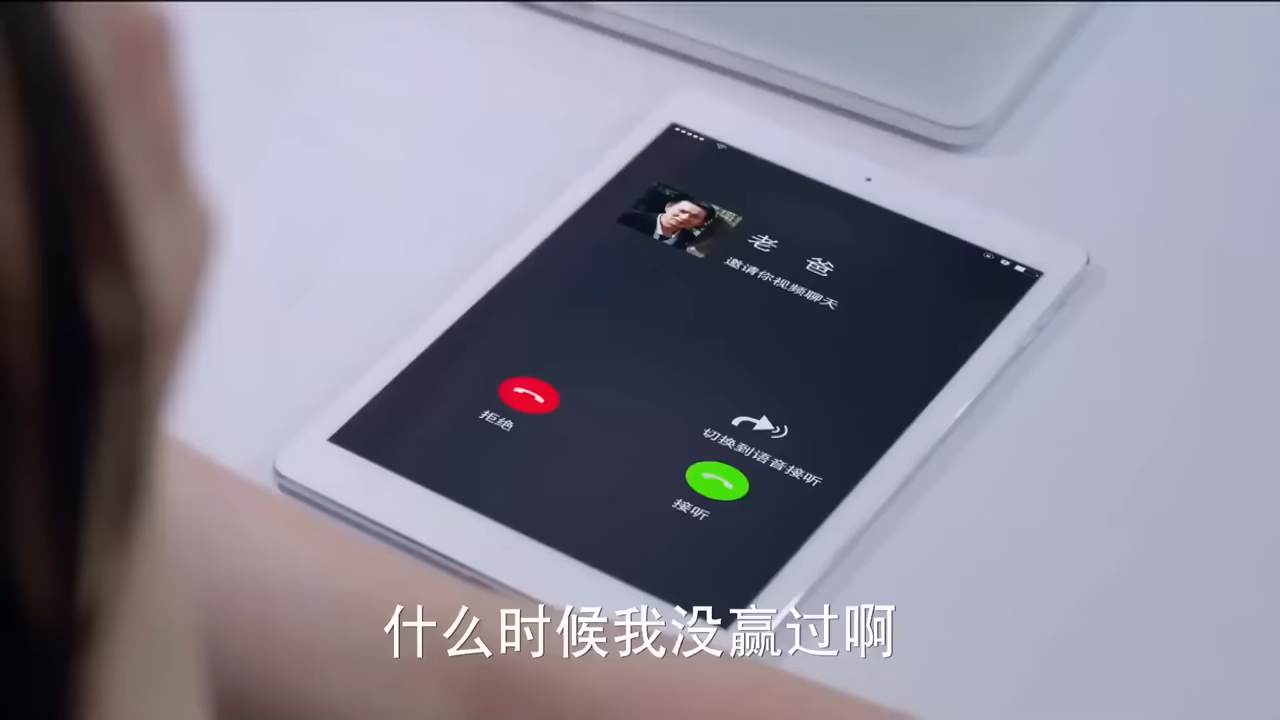 老爸
邀请你视频聊天
拒绝
切换到语音接听
接听
什么时候我没赢过啊